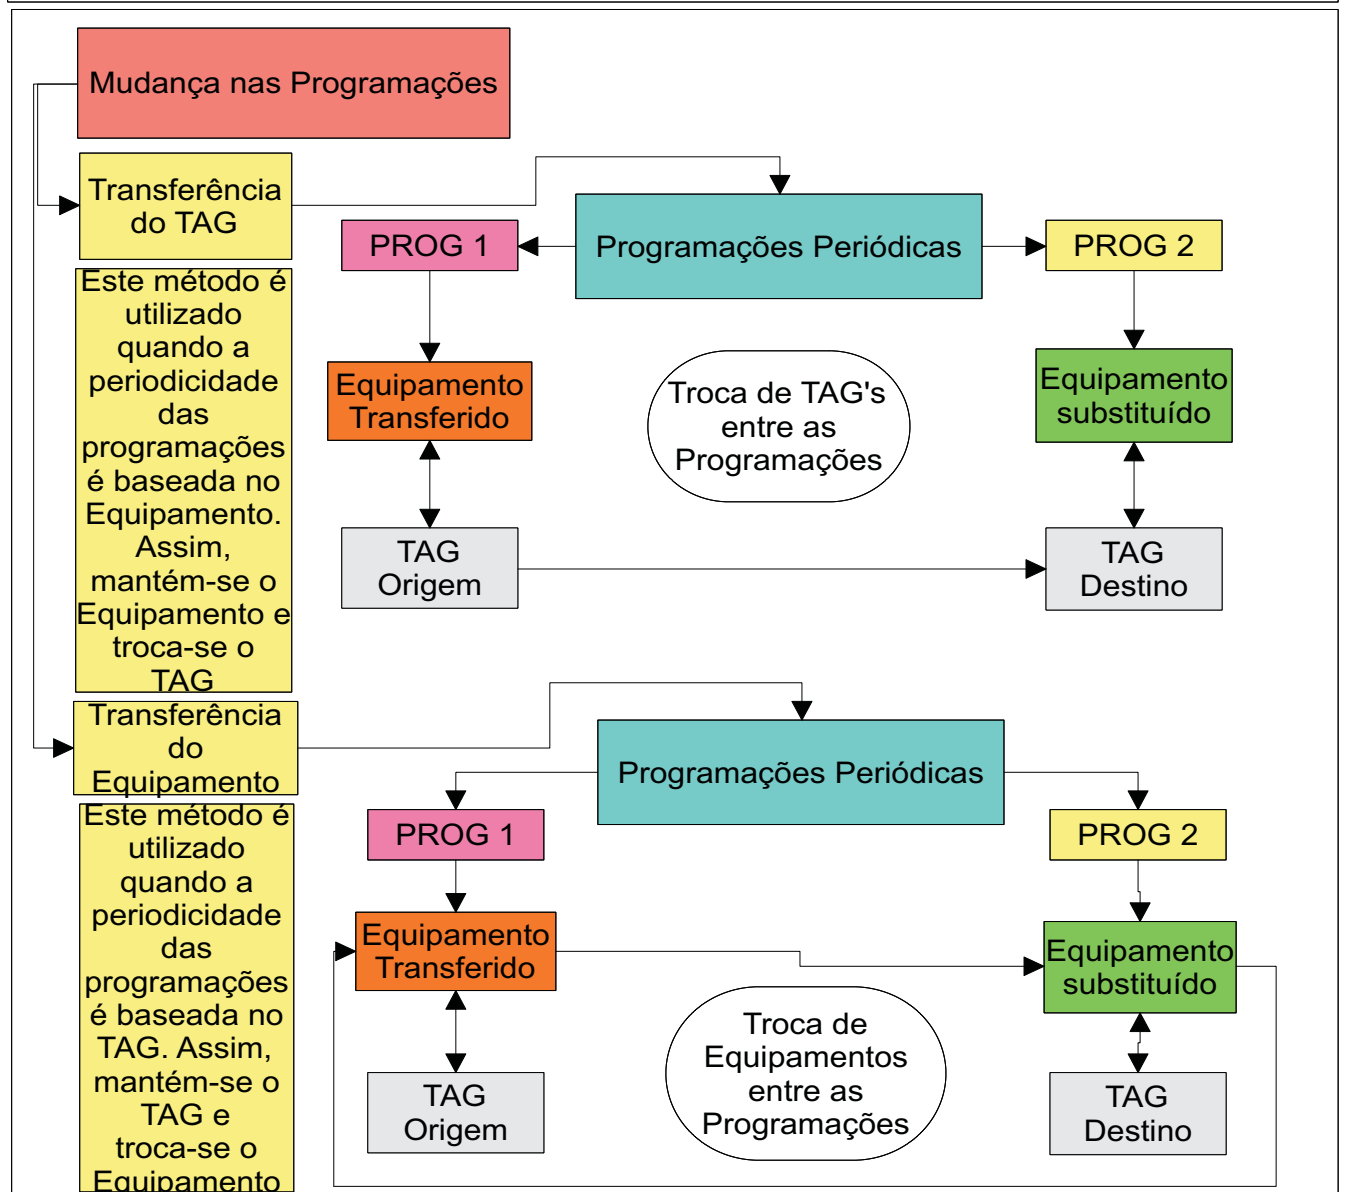 Mudança nas Programações
Transferência
do TAG
Programações Periódicas
PROG 1
PROG 2
Este método é
utilizado
quando a
periodicidade
das
programações
é baseada no
Equipamento.
Assim,
mantém-se o
Equipamento e
troca-se o
TAG
Equipamento
Transferido
Troca de TAG's
entre as
Programações
Equipamento
substituído
TAG
Origem
TAG
Destino
Transferência
do
Equipamento
Programações Periódicas
PROG 1
PROG 2
Este método é
utilizado
quando a
periodicidade
das
programações
é baseada no
TAG. Assim,
mantém-se o
TAG e
troca-se o
Equipamento
Equipamento
Transferido
Equipamento
substituído
Troca de
Equipamentos
entre as
Programações
TAG
Origem
TAG
Destino